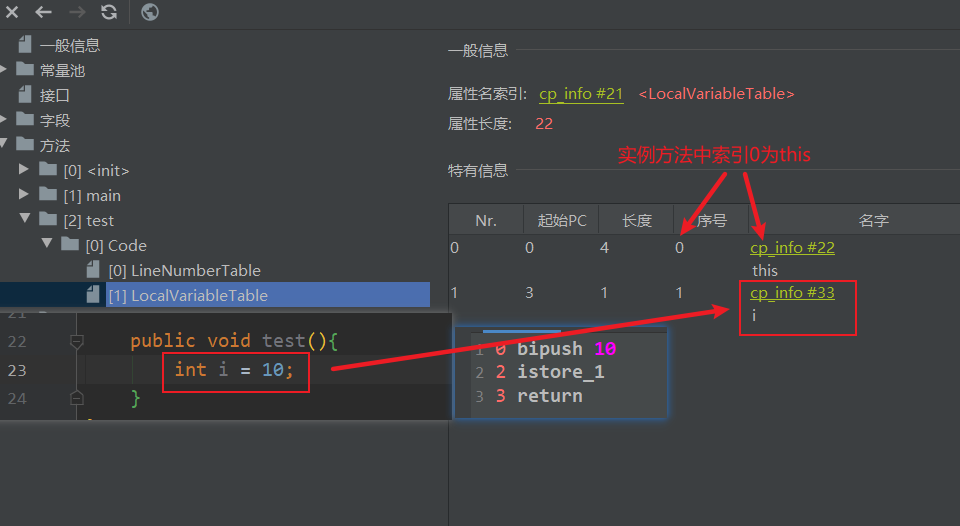 一般信息
常量池
接口
字段
方法
[0] <init>
[1] main
[2] test
[0] Code
[0] LineNumberTable
[1] LocalVariableTable
22 public void test(){
23 int i = 10;
24 }
一般信息
属性名索引: cp_info #21 <LocalVariableTable>
属性长度: 22
实例方法中索引0为this
特有信息
Nr. 起始PC 长度 序号 名字
0 0 4 0 cp_info #22
this
1 3 1 1 cp_info #33
i
1 0 bipush 10
2 2 istore_1
3 3 return